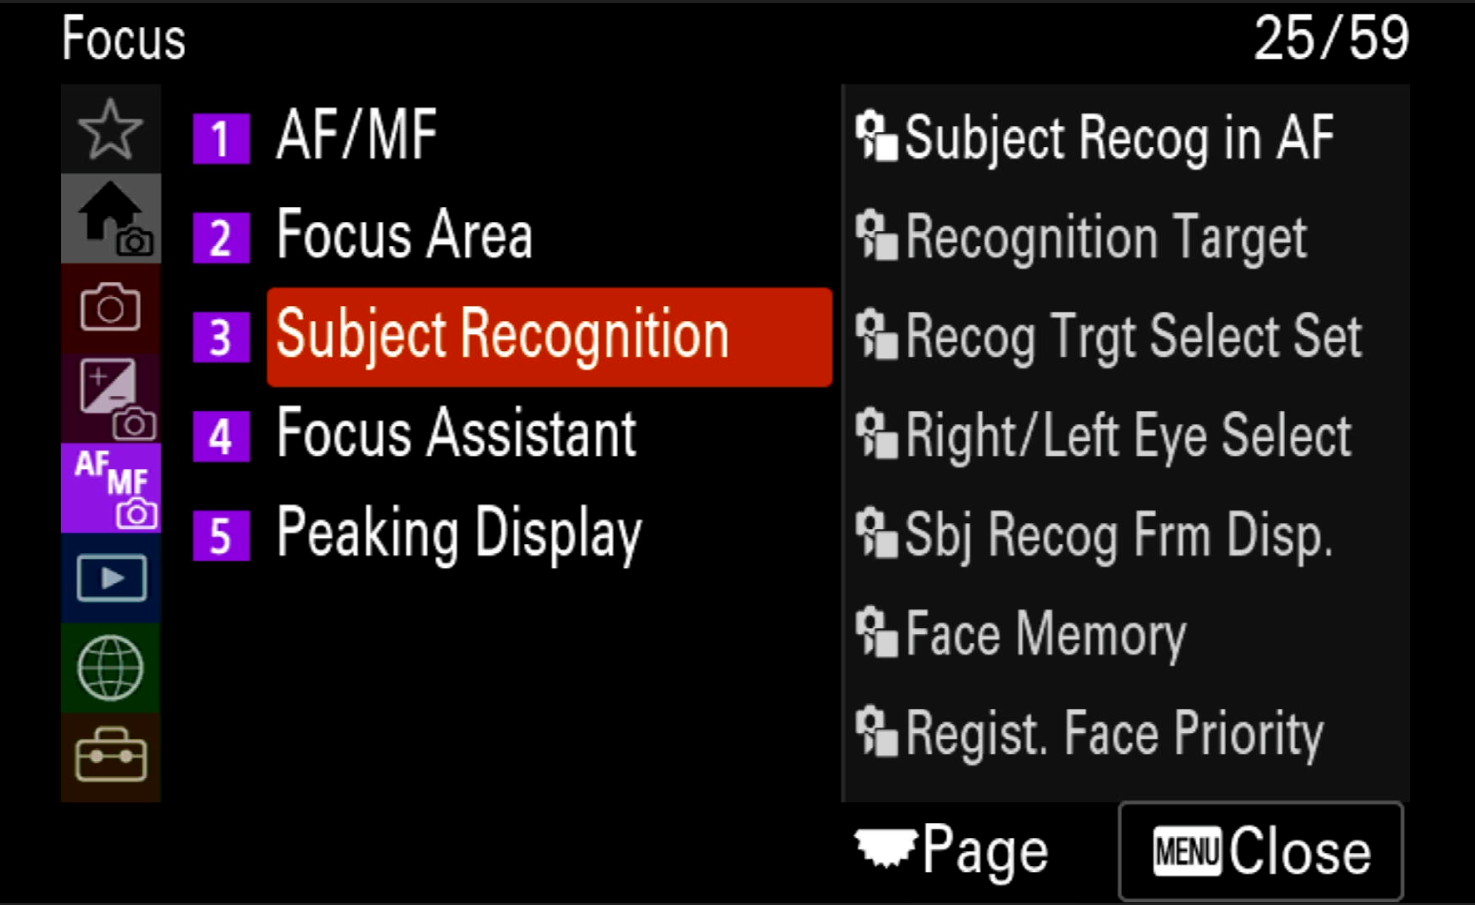 Focus
25/59
1 AF/MF
2 Focus Area
3 Subject Recognition
4 Focus Assistant
5 Peaking Display
AF
MF
Subject Recog in AF
Recognition Target
Recog Trgt Select Set
Right/Left Eye Select
Sbj Recog Frm Disp.
Face Memory
Regist. Face Priority
Page
MENU Close